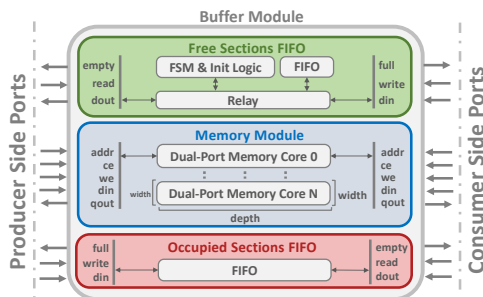 Buffer Module
Free Sections FIFO
empty
read
dout
FSM & Init Logic
FIFO
Relay
full
write
din
Memory Module
addr
ce
we
din
qout
Dual-Port Memory Core 0
Dual-Port Memory Core N
width
width
depth
addr
ce
we
din
qout
Occupied Sections FIFO
full
write
din
FIFO
empty
read
dout
Producer Side Ports
Consumer Side Ports